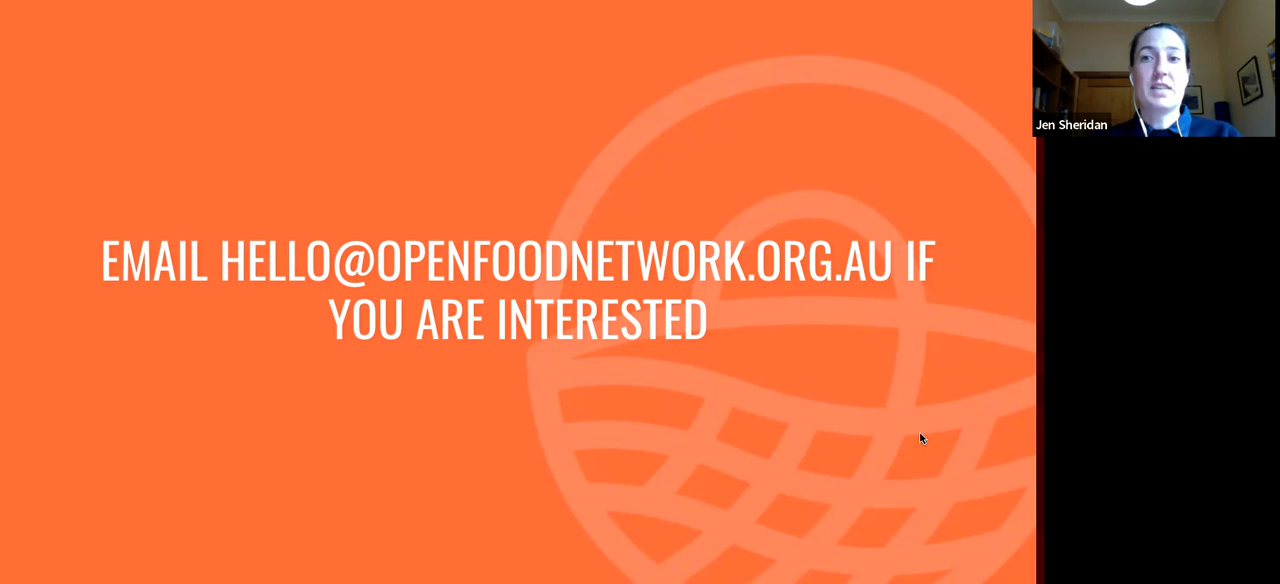 EMAIL HELLO@OPENFOODNETWORK.ORG.AU IF
YOU ARE INTERESTED
Jen Sheridan